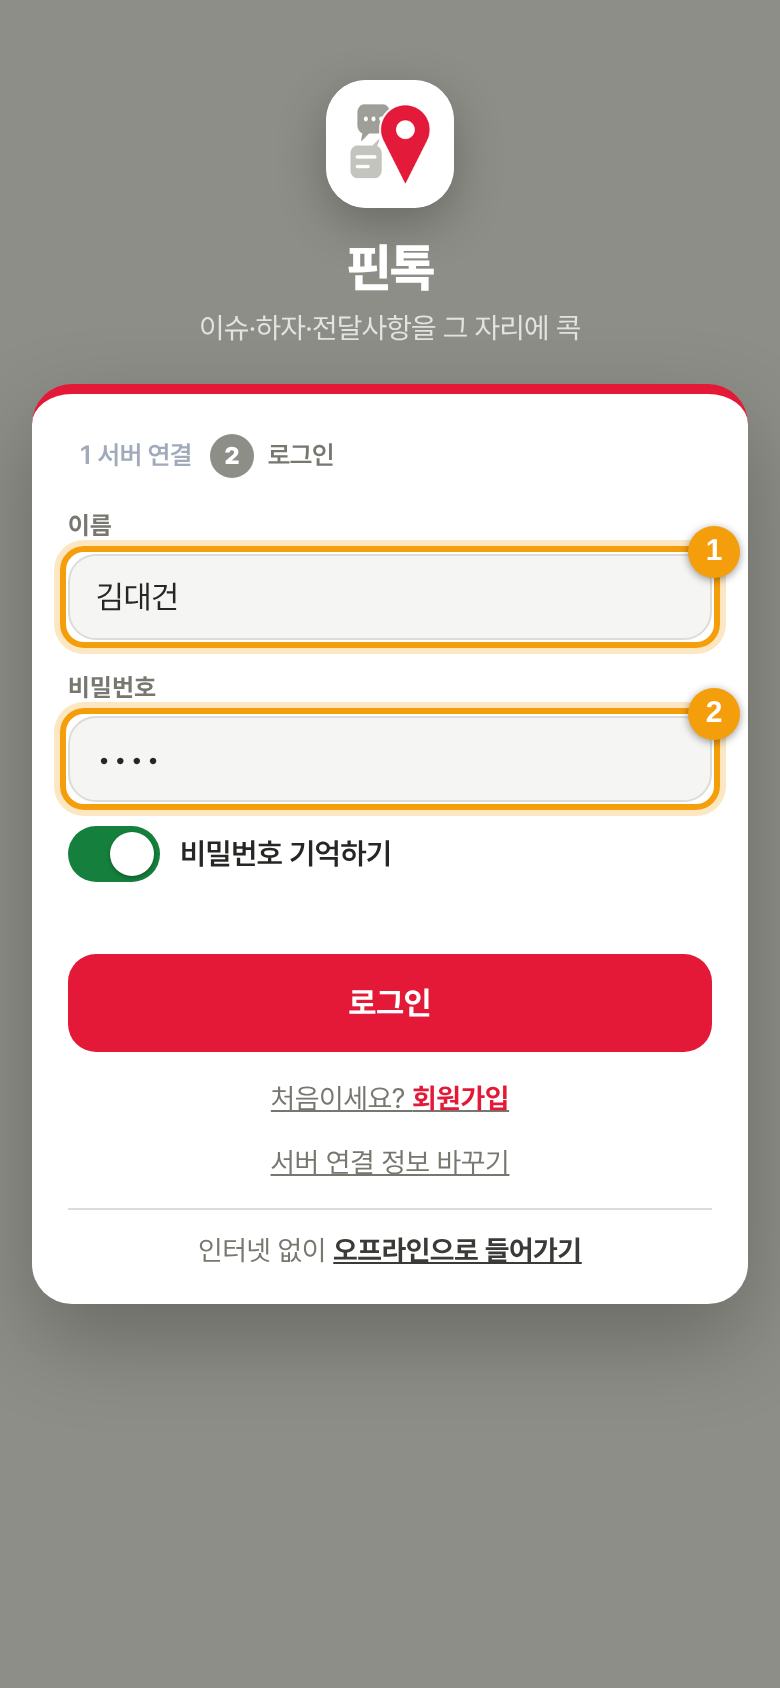 핀톡
이슈·하자·전달사항을 그 자리에 콕
1 서버 연결 2 로그인
이름
1
김대건
비밀번호
2
••••
비밀번호 기억하기
로그인
처음이세요? 회원가입
서버 연결 정보 바꾸기
인터넷 없이 오프라인으로 들어가기